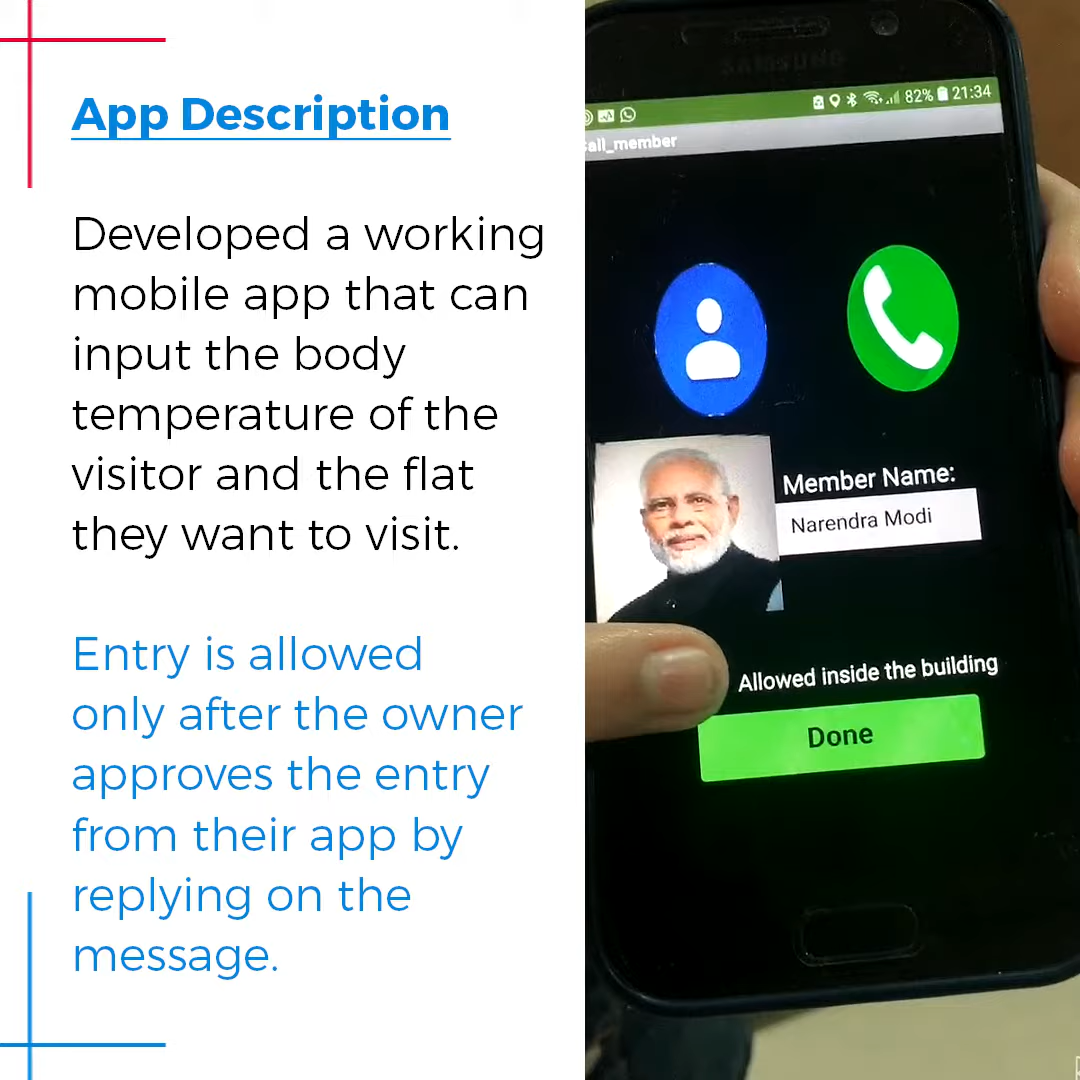 App Description
Developed a working
mobile app that can
input the body
temperature of the
visitor and the flat
they want to visit.
Entry is allowed
only after the owner
approves the entry
from their app by
replying on the
message.
SAMSUNG
82% 21:34
all_member
Member Name:
Narendra Modi
Allowed inside the building
Done